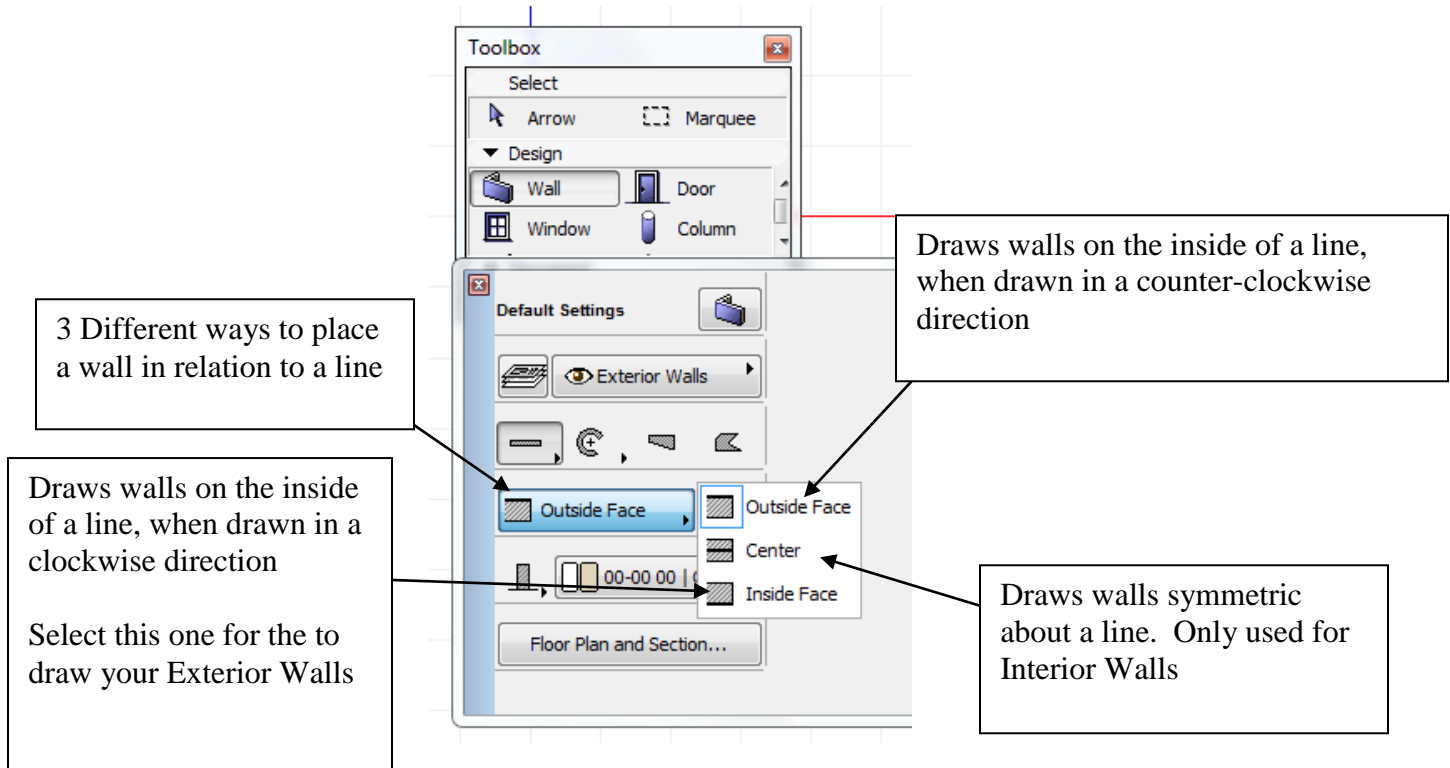 Toolbox
Select
Arrow
Marquee
Design
Wall
Door
Window
Column
Default Settings
Exterior Walls
Outside Face
Outside Face
Center
Inside Face
00-00 00 |
Floor Plan and Section...
3 Different ways to place
a wall in relation to a line
Draws walls on the inside
of a line, when drawn in a
clockwise direction
Select this one for the to
draw your Exterior Walls
Draws walls on the inside of a line,
when drawn in a counter-clockwise
direction
Draws walls symmetric
about a line.  Only used for
Interior Walls